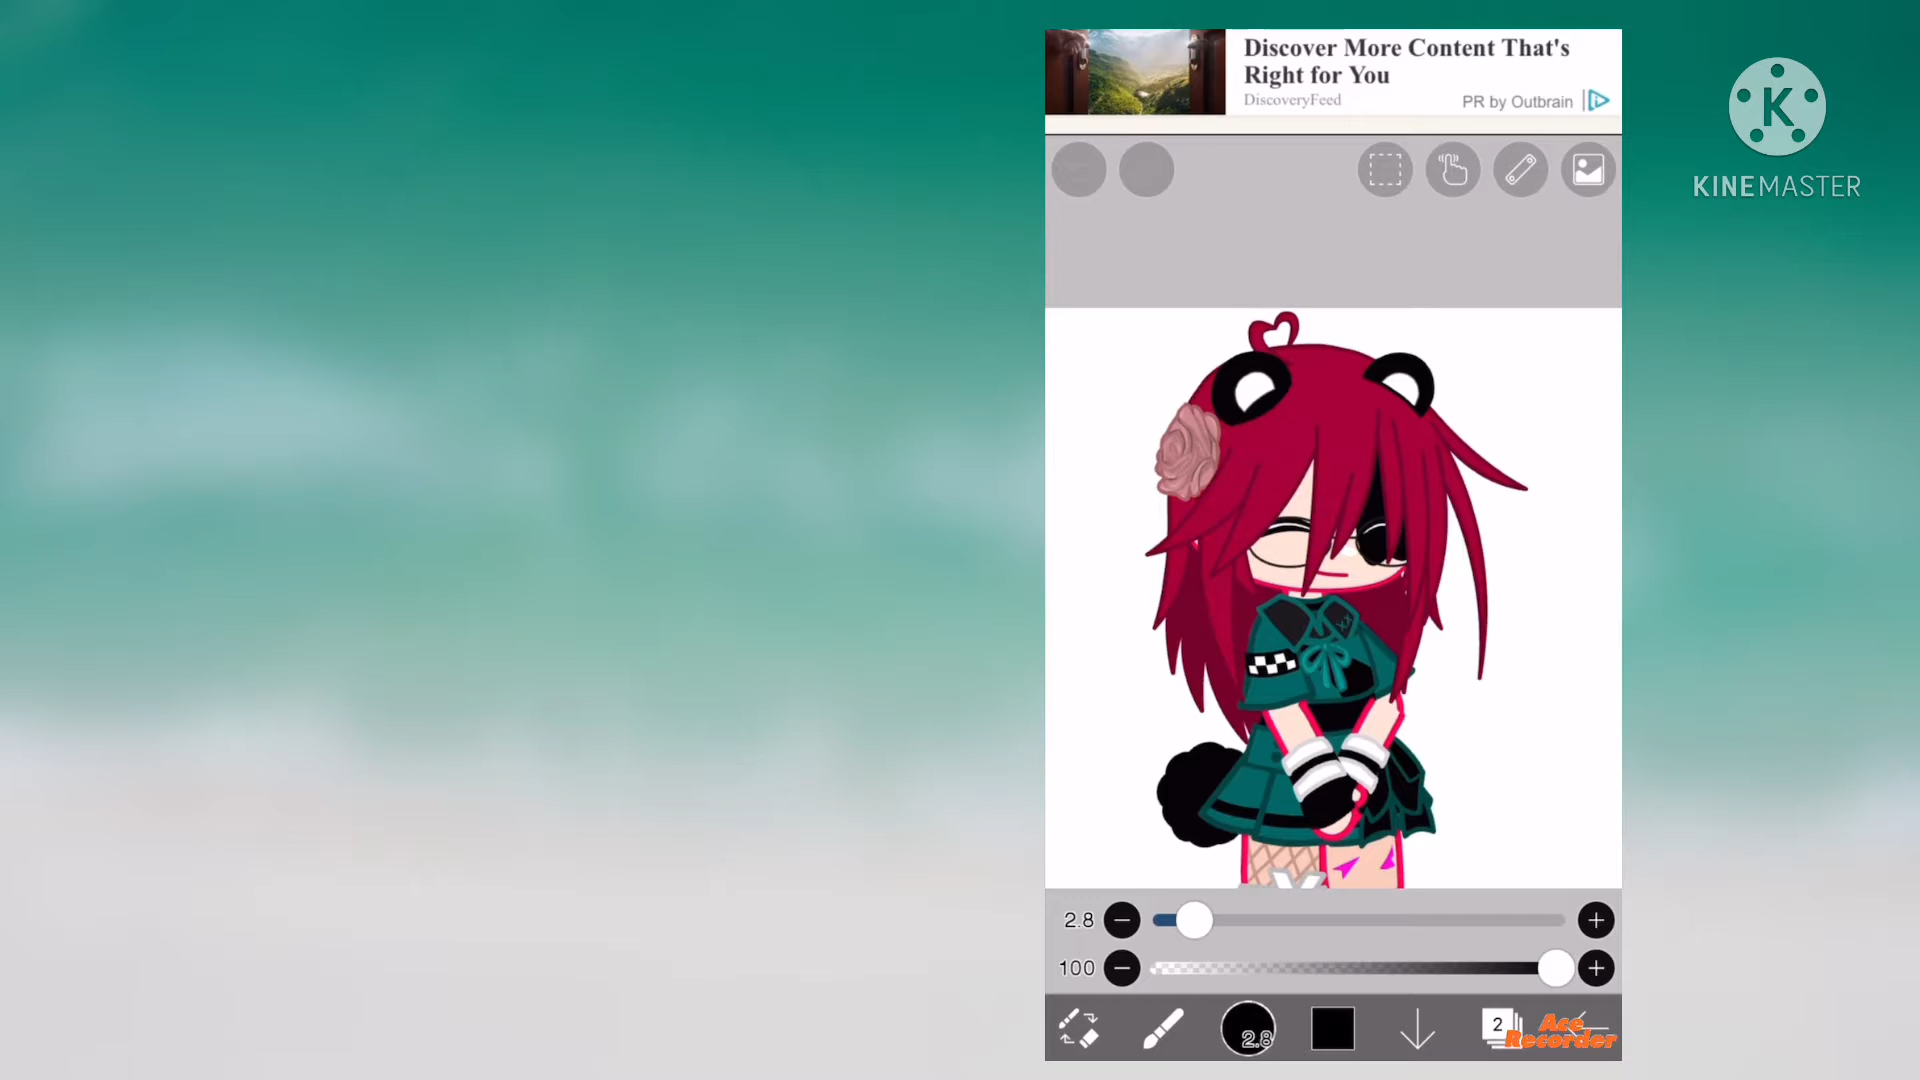 Discover More Content That's
Right for You
DiscoveryFeed
PR by Outbrain
K
KINEMASTER
XX
2.8
100
2.8
2
Ace
Recorder